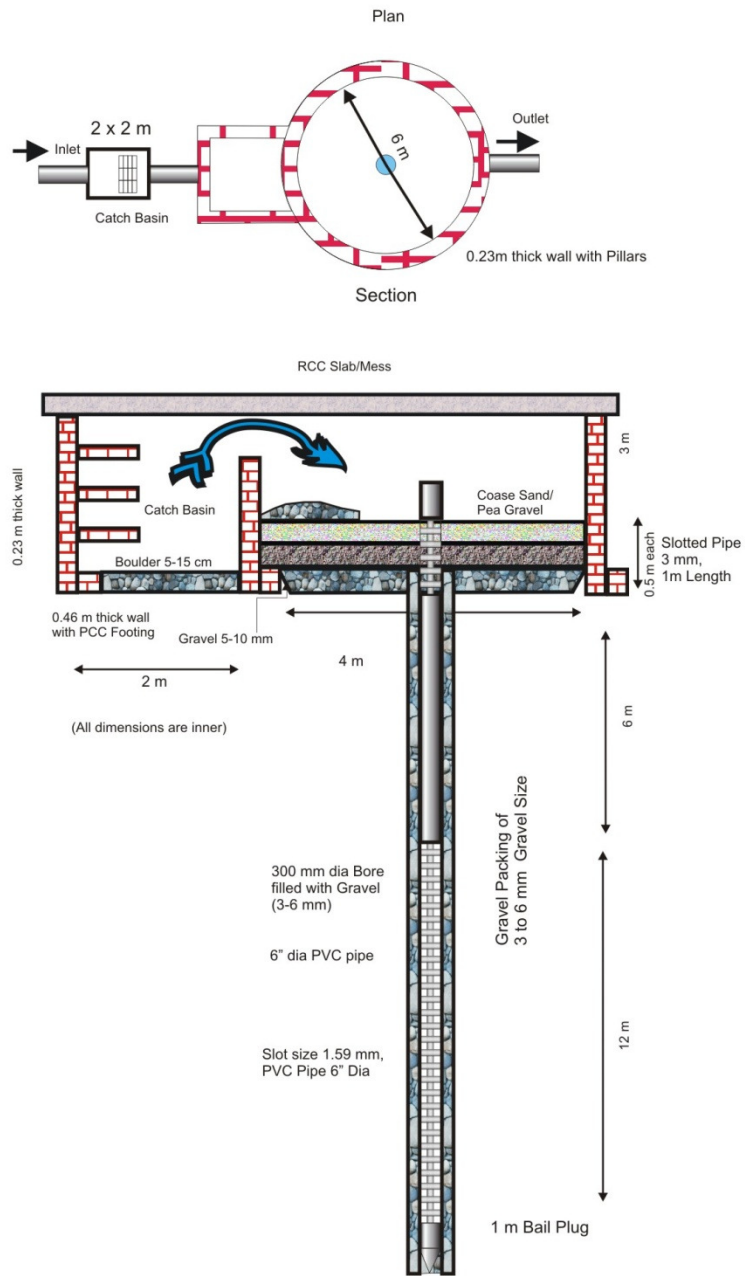 Plan
Outlet
2 x 2 m
Inlet
6 m
Catch Basin
0.23m thick wall with Pillars
Section
RCC Slab/Mess
3 m
0.23 m thick wall
Catch Basin
Coase Sand/
Pea Gravel
Slotted Pipe
3 mm,
1m Length
0.5 m each
Boulder 5-15 cm
0.46 m thick wall
with PCC Footing
Gravel 5-10 mm
4 m
2 m
6 m
(All dimensions are inner)
Gravel Packing of
3 to 6 mm Gravel Size
300 mm dia Bore
filled with Gravel
(3-6 mm)
6" dia PVC pipe
12 m
Slot size 1.59 mm,
PVC Pipe 6" Dia
1 m Bail Plug